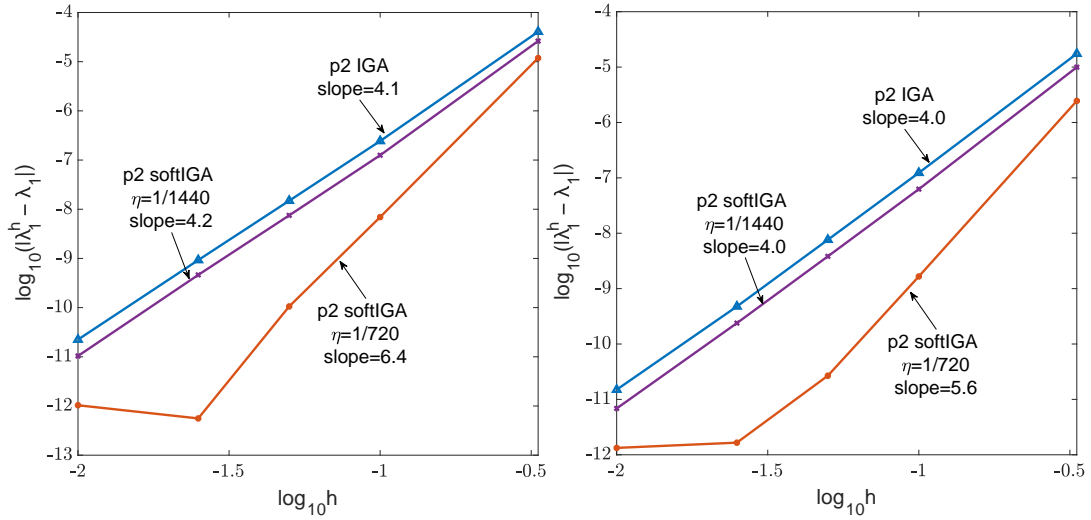 -4
-5
-6
-7
-8
-9
-10
-11
-12
-13
log10(|λ1^h − λ1|)
p2 IGA
slope=4.1
p2 softIGA
η=1/1440
slope=4.2
p2 softIGA
η=1/720
slope=6.4
-2
-1.5
-1
-0.5
log10h
-4
-5
-6
-7
-8
-9
-10
-11
-12
log10(|λ1^h − λ1|)
p2 IGA
slope=4.0
p2 softIGA
η=1/1440
slope=4.0
p2 softIGA
η=1/720
slope=5.6
-2
-1.5
-1
-0.5
log10h